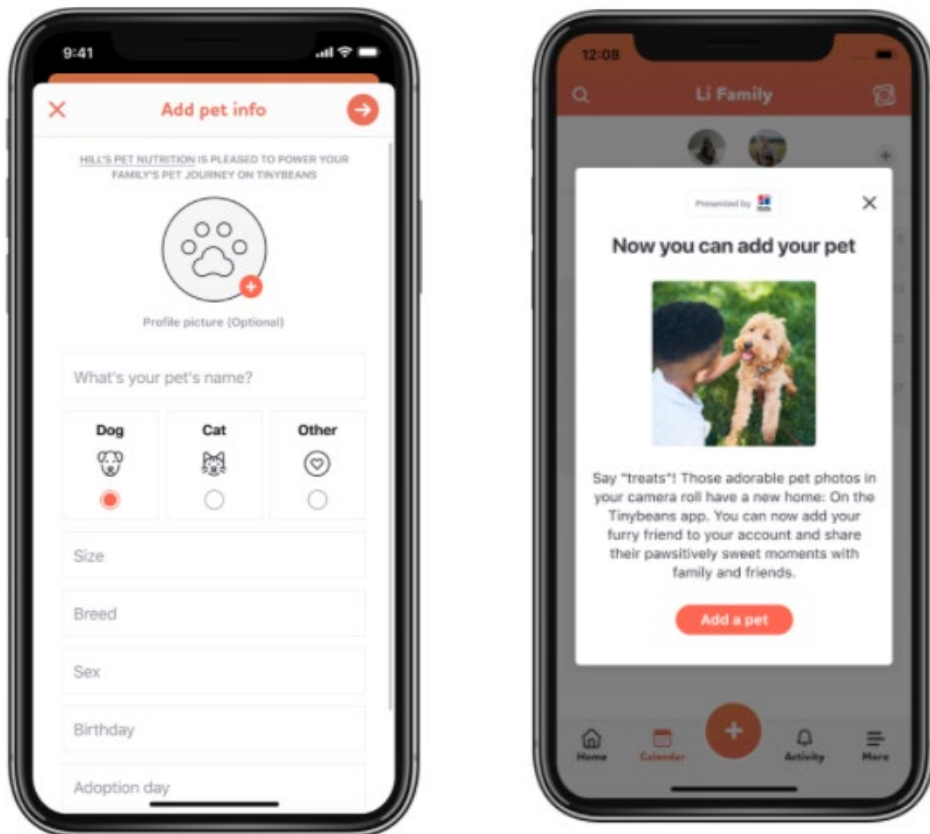 9:41
Add pet info
HILL'S PET NUTRITION IS PLEASED TO POWER YOUR
FAMILY'S PET JOURNEY ON TINYBEANS
Profile picture (Optional)
What's your pet's name?
Dog Cat Other
Size
Breed
Sex
Birthday
Adoption day
12:08
Li Family
Presented by
Now you can add your pet
Say "treats"! Those adorable pet photos in
your camera roll have a new home: On the
Tinybeans app. You can now add your
furry friend to your account and share
their pawsitively sweet moments with
family and friends.
Add a pet
Home Calendar Activity More